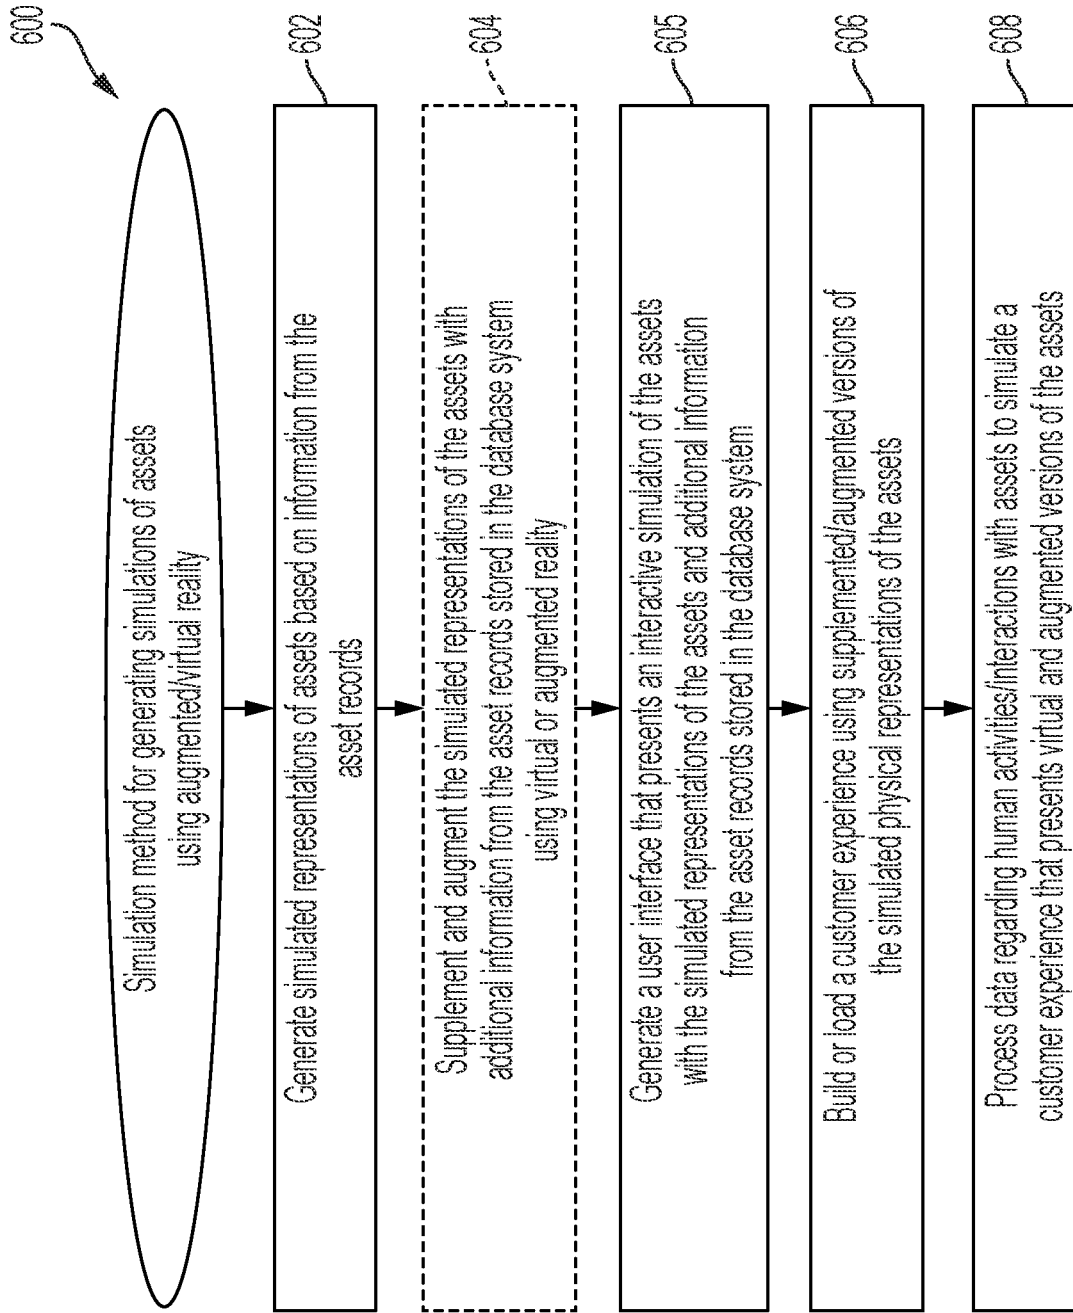 600
Simulation method for generating simulations of assets
using augmented/virtual reality
602
Generate simulated representations of assets based on information from the
asset records
604
Supplement and augment the simulated representations of the assets with
additional information from the asset records stored in the database system
using virtual or augmented reality
605
Generate a user interface that presents an interactive simulation of the assets
with the simulated representations of the assets and additional information
from the asset records stored in the database system
606
Build or load a customer experience using supplemented/augmented versions of
the simulated physical representations of the assets
608
Process data regarding human activities/interactions with assets to simulate a
customer experience that presents virtual and augmented versions of the assets